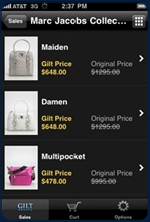 AT&T 3G 2:37 PM
Sales Marc Jacobs Collec...
Maiden
Gilt Price Original Price
$648.00 $1295.00
Damen
Gilt Price Original Price
$648.00 $1295.00
Multipocket
Gilt Price Original Price
$478.00 $995.00
GILT
Sales Cart Options